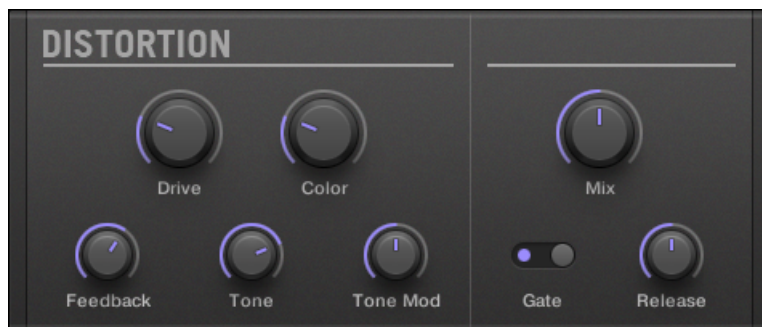 DISTORTION
Drive Color Mix
Feedback Tone Tone Mod Gate Release